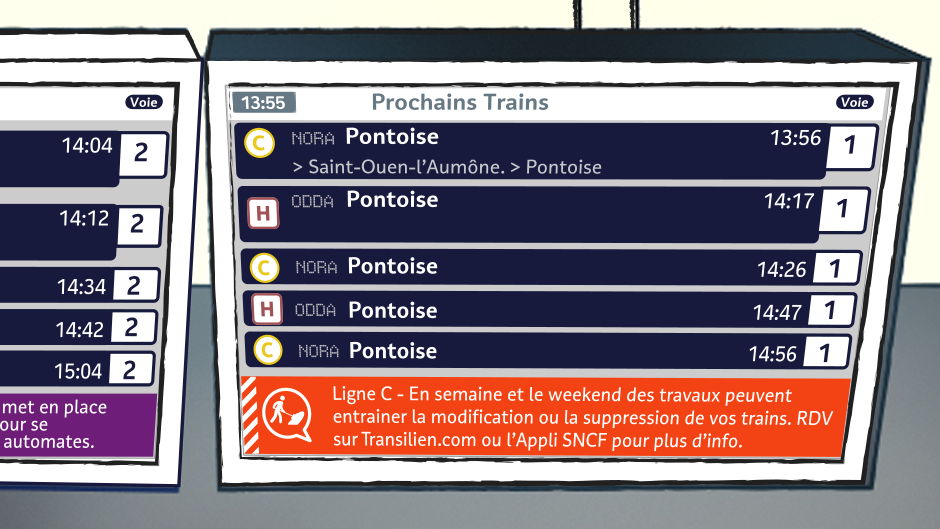 Voie
14:04 2
14:12 2
14:34 2
14:42 2
15:04 2
met en place
our se
automates.
13:55 Prochains Trains Voie
C NORA Pontoise 13:56 1
> Saint-Ouen-l'Aumône. > Pontoise
H ODDA Pontoise 14:17 1
C NORA Pontoise 14:26 1
H ODDA Pontoise 14:47 1
C NORA Pontoise 14:56 1
Ligne C - En semaine et le weekend des travaux peuvent
entrainer la modification ou la suppression de vos trains. RDV
sur Transilien.com ou l'Appli SNCF pour plus d'info.